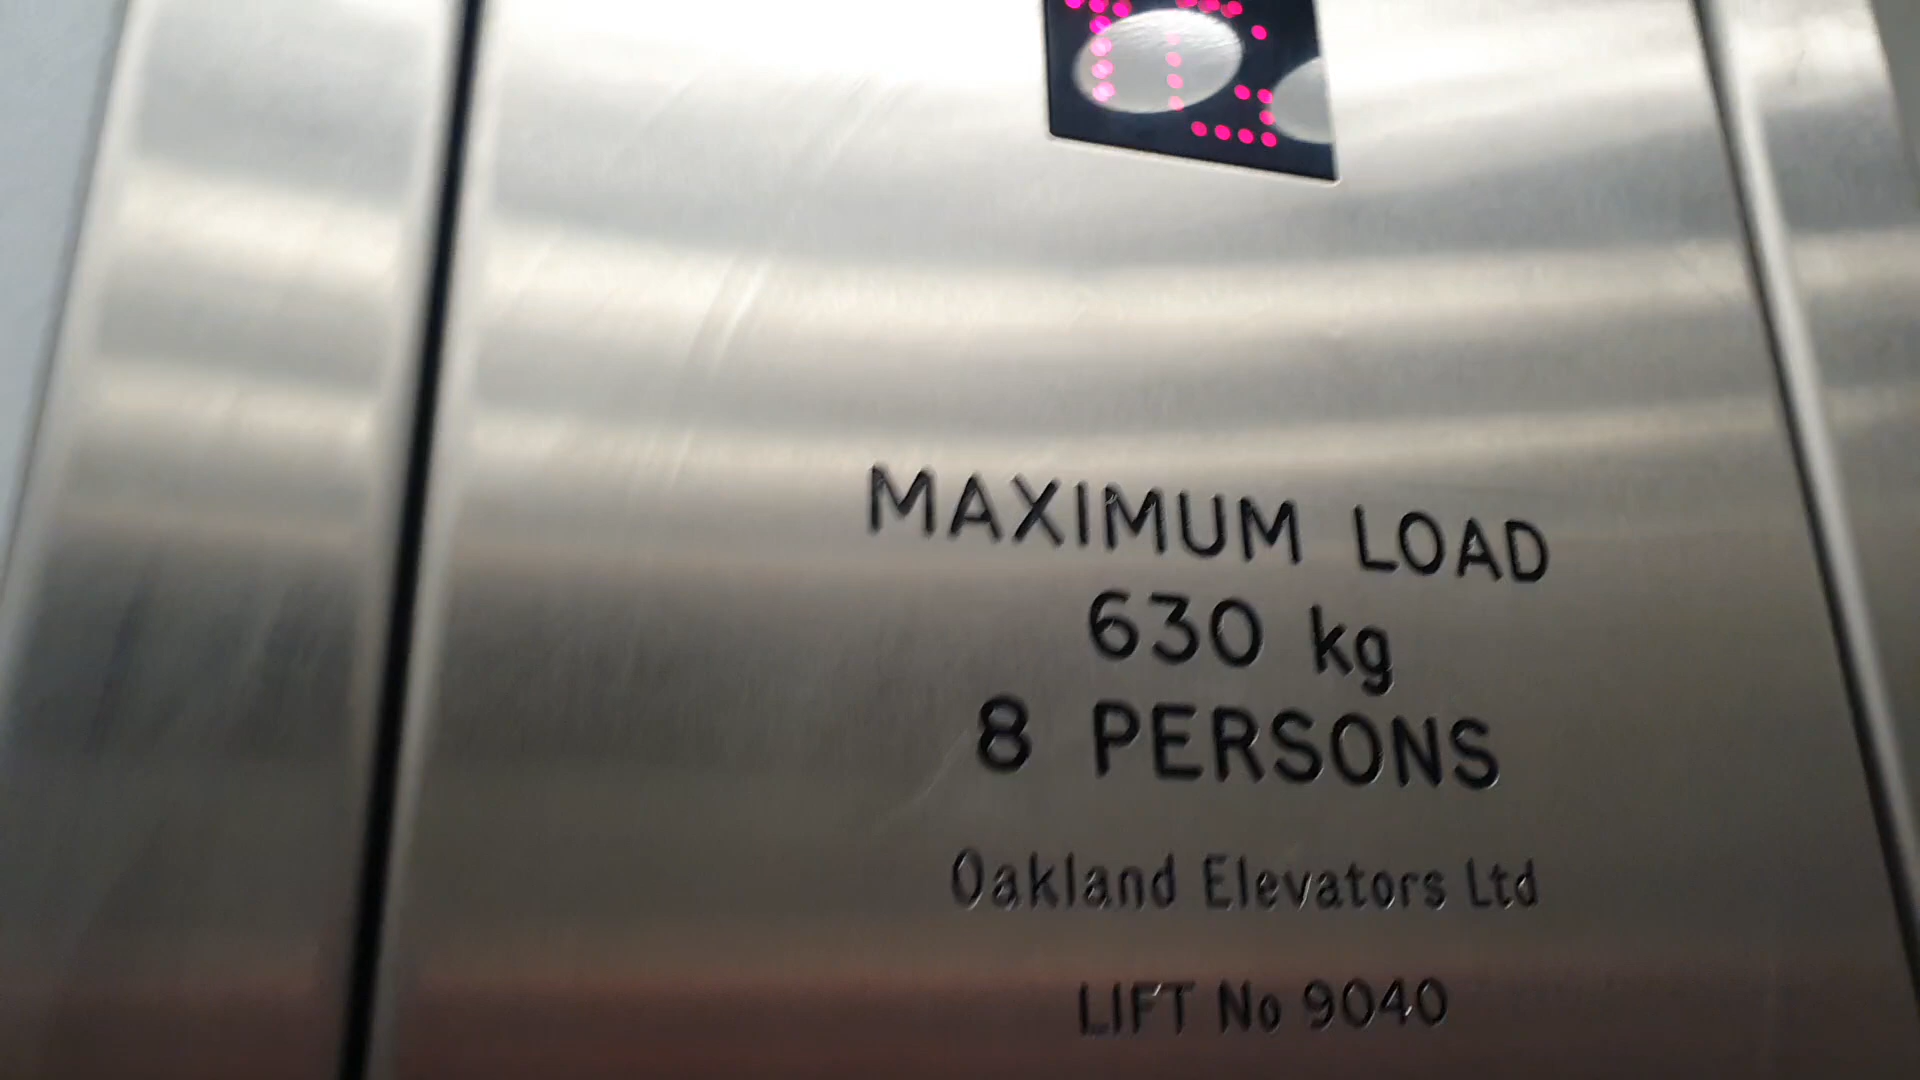 MAXIMUM LOAD
630 kg
8 PERSONS
Oakland Elevators Ltd
LIFT No 9040